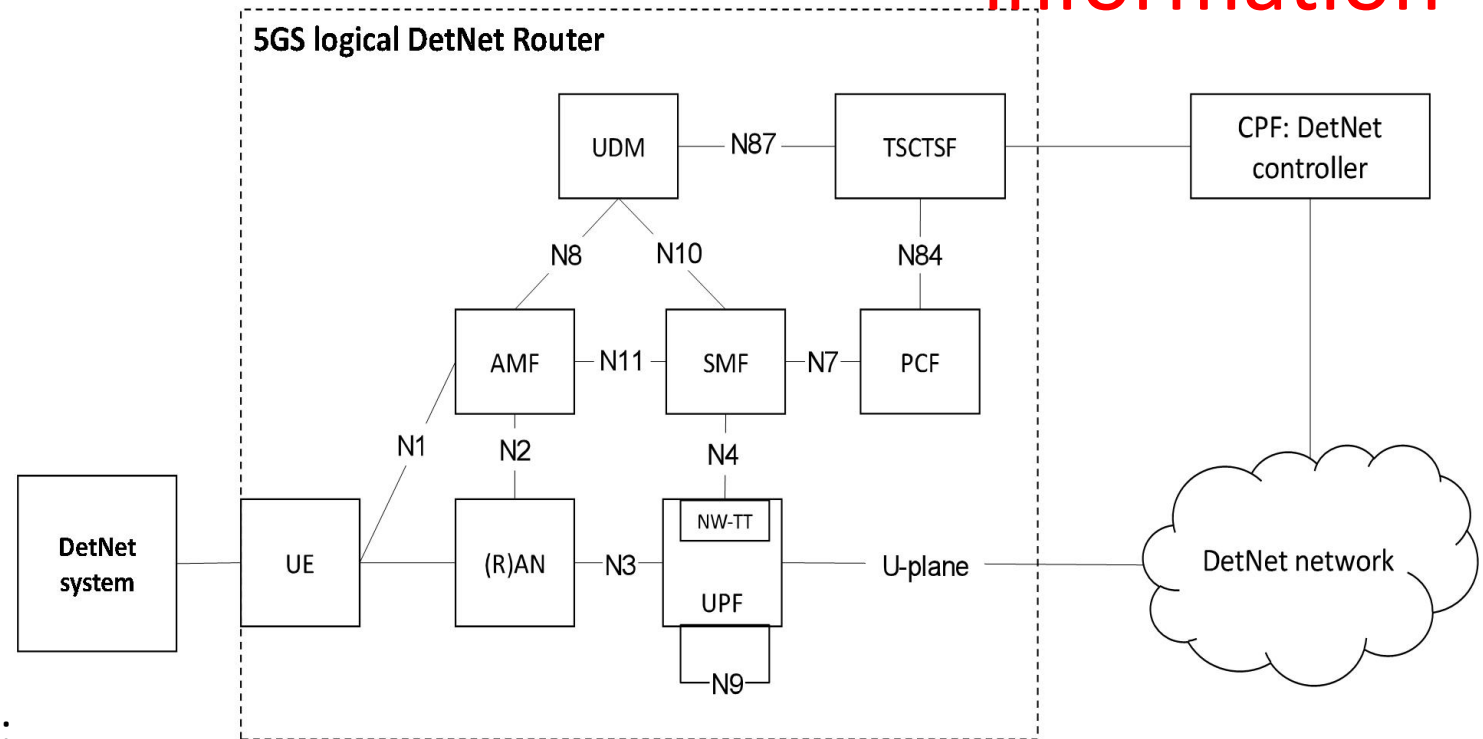 information
5GS logical DetNet Router
UDM
N87
TSCTSF
CPF: DetNet
controller
N8
N10
N84
AMF
N11
SMF
N7
PCF
N1
N2
N4
DetNet
system
UE
(R)AN
N3
NW-TT
UPF
U-plane
DetNet network
N9
: